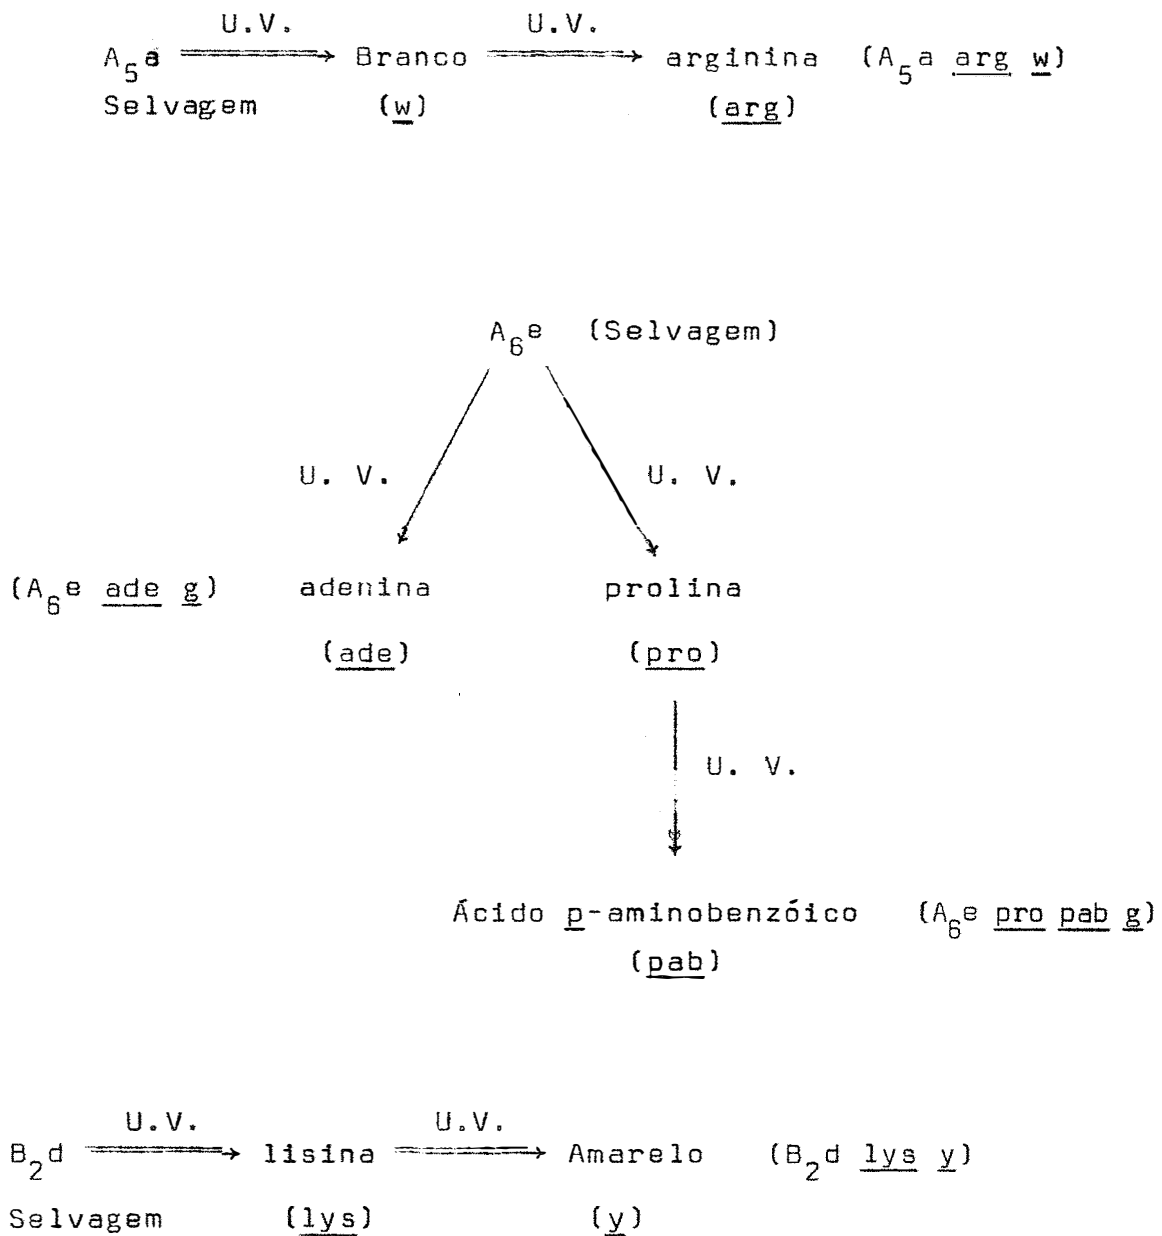 U.V. U.V.
A5a Branco arginina (A5a arg w)
Selvagem (w) (arg)
A6e (Selvagem)
U. V. U. V.
(A6e ade g) adenina prolina
(ade) (pro)
U. V.
Ácido p-aminobenzóico (A6e pro pab g)
(pab)
U.V. U.V.
B2d lisina Amarelo (B2d lys y)
Selvagem (lys) (y)